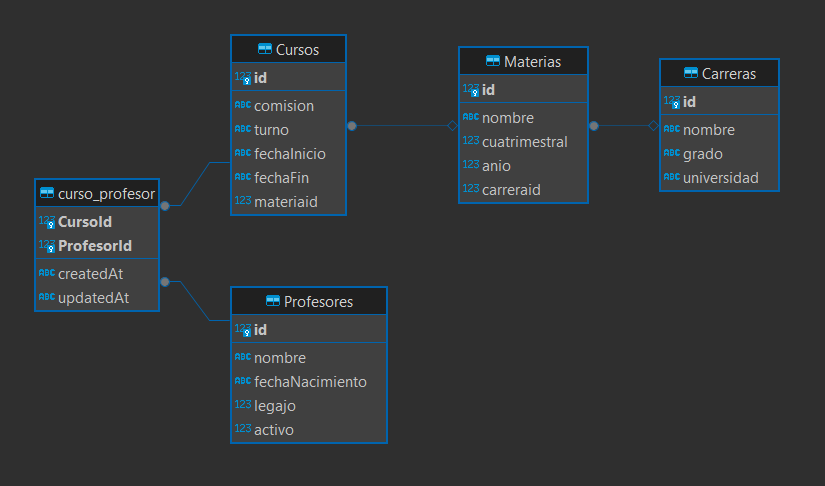 Cursos
123 id
ABC comision
ABC turno
ABC fechaInicio
ABC fechaFin
123 materiaid
Materias
123 id
ABC nombre
123 cuatrimestral
123 anio
123 carreraid
Carreras
123 id
ABC nombre
ABC grado
ABC universidad
curso_profesor
123 CursoId
123 ProfesorId
ABC createdAt
ABC updatedAt
Profesores
123 id
ABC nombre
ABC fechaNacimiento
123 legajo
123 activo